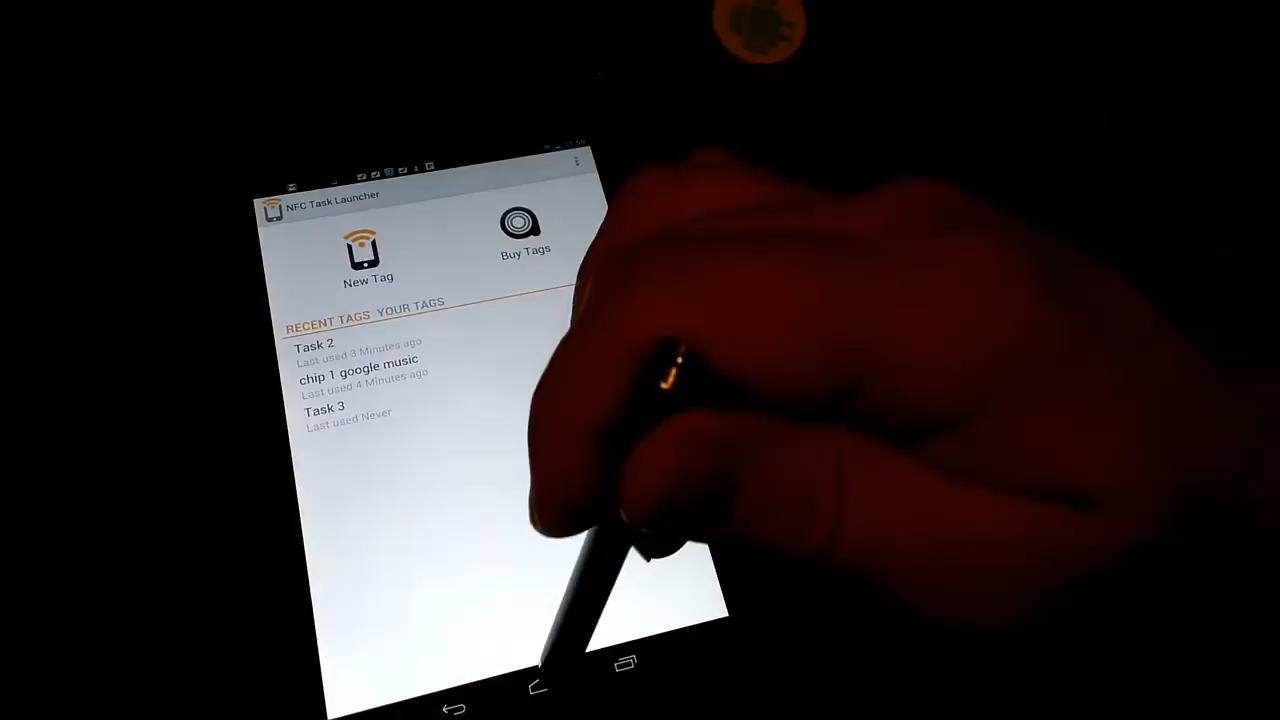 NFC Task Launcher
New Tag
Buy Tags
RECENT TAGS YOUR TAGS
Task 2
Last used 3 Minutes ago
chip 1 google music
Last used 4 Minutes ago
Task 3
Last used Never